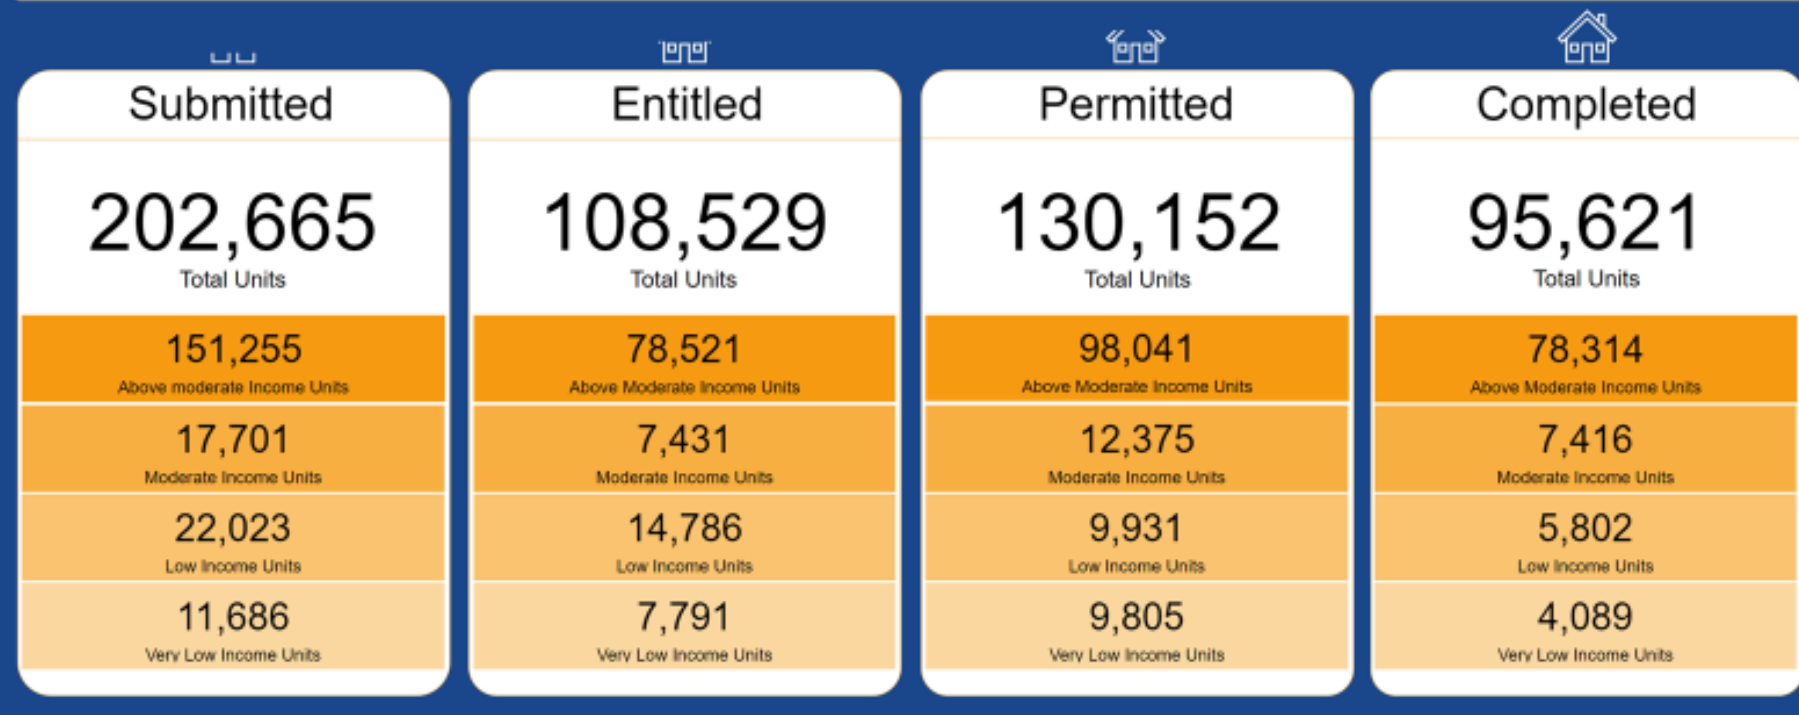 Submitted
202,665
Total Units
151,255
Above moderate Income Units
17,701
Moderate Income Units
22,023
Low Income Units
11,686
Very Low Income Units
Entitled
108,529
Total Units
78,521
Above Moderate Income Units
7,431
Moderate Income Units
14,786
Low Income Units
7,791
Very Low Income Units
Permitted
130,152
Total Units
98,041
Above Moderate Income Units
12,375
Moderate Income Units
9,931
Low Income Units
9,805
Very Low Income Units
Completed
95,621
Total Units
78,314
Above Moderate Income Units
7,416
Moderate Income Units
5,802
Low Income Units
4,089
Very Low Income Units